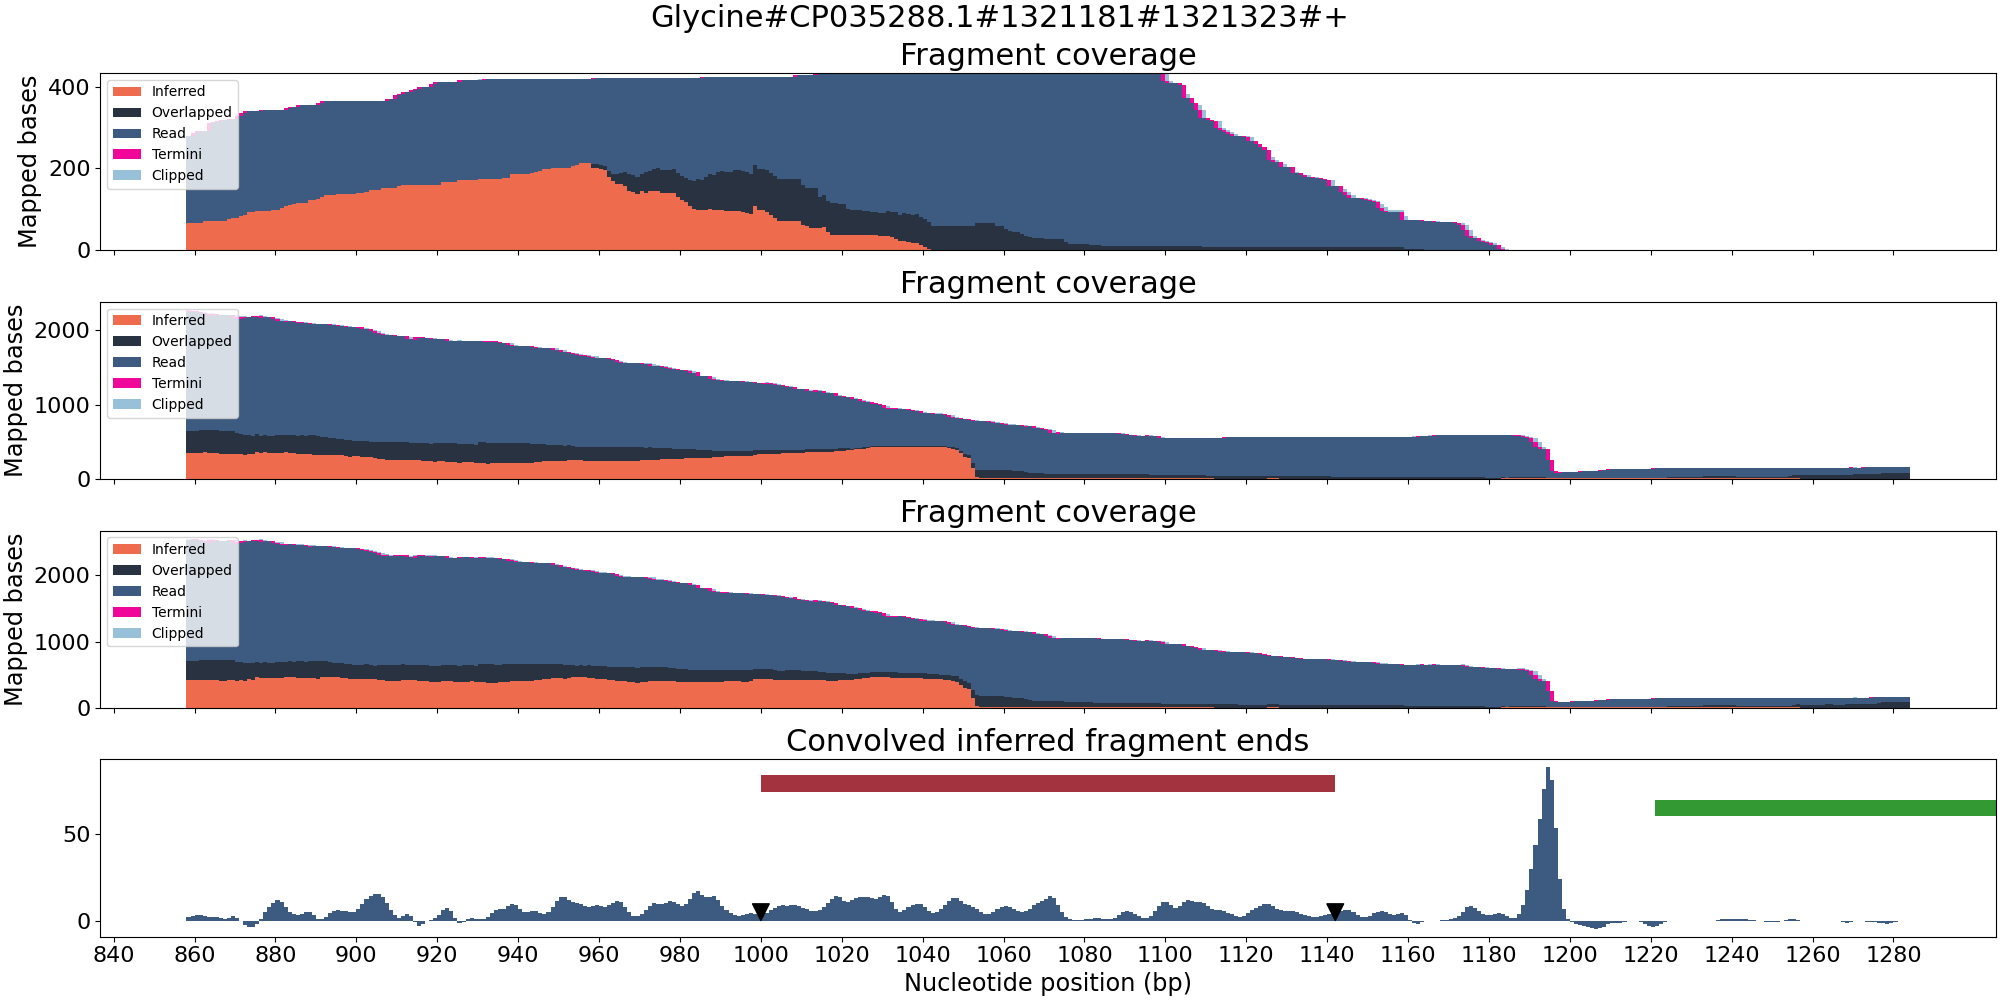 Glycine#CP035288.1#1321181#1321323#+
Fragment coverage
Mapped bases
400
200
0
Inferred
Overlapped
Read
Termini
Clipped
Fragment coverage
Mapped bases
2000
1000
0
Inferred
Overlapped
Read
Termini
Clipped
Fragment coverage
Mapped bases
2000
1000
0
Inferred
Overlapped
Read
Termini
Clipped
Convolved inferred fragment ends
50
0
840 860 880 900 920 940 960 980 1000 1020 1040 1060 1080 1100 1120 1140 1160 1180 1200 1220 1240 1260 1280
Nucleotide position (bp)